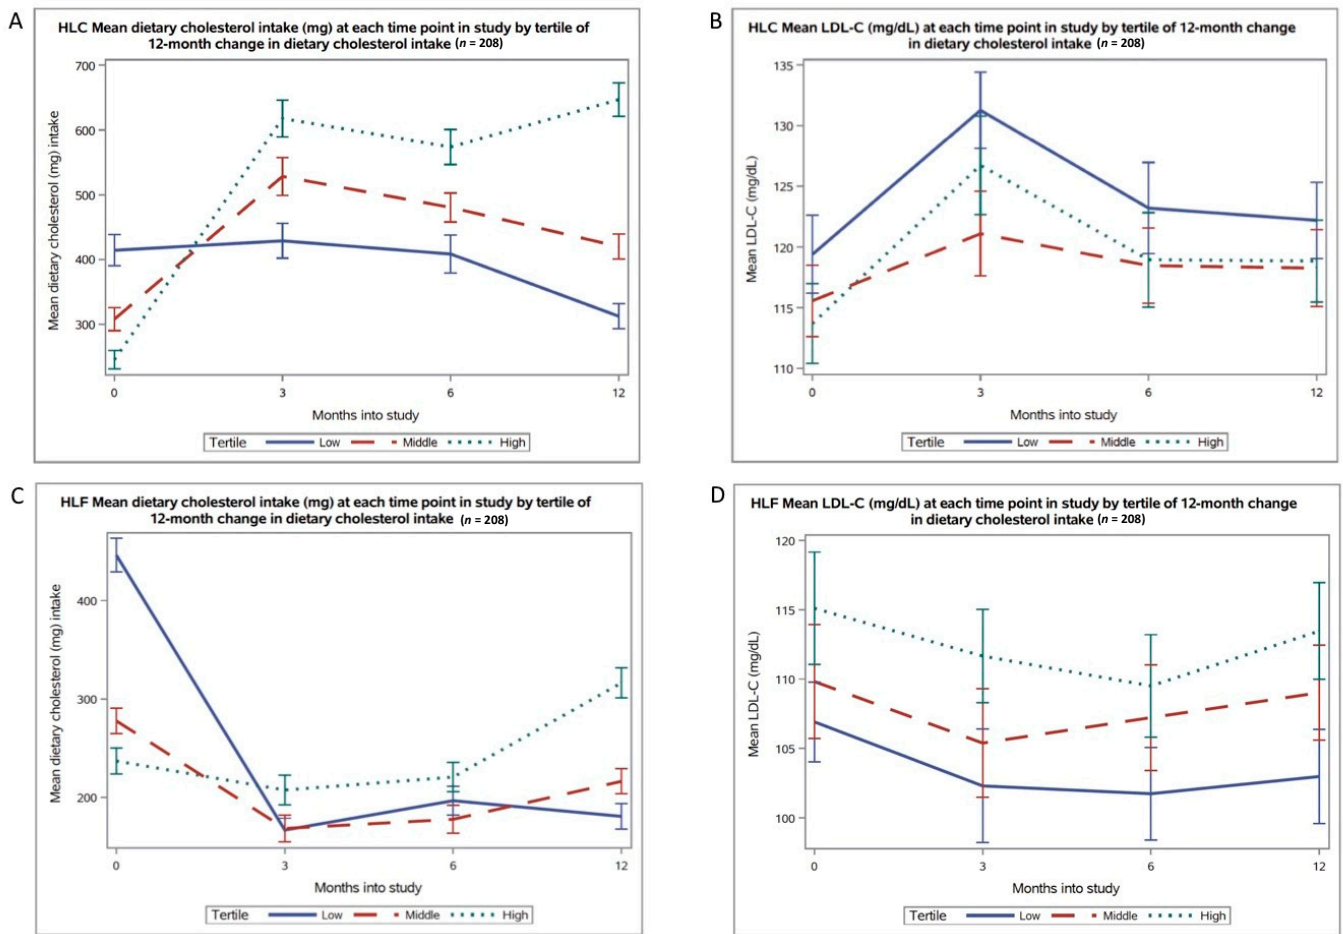 A
HLC Mean dietary cholesterol intake (mg) at each time point in study by tertile of
12-month change in dietary cholesterol intake (n = 208)
Mean dietary cholesterol (mg) intake
700
600
500
400
300
0 3 6 12
Months into study
Tertile Low Middle High
B
HLC Mean LDL-C (mg/dL) at each time point in study by tertile of 12-month change
in dietary cholesterol intake (n = 208)
Mean LDL-C (mg/dL)
135
130
125
120
115
110
0 3 6 12
Months into study
Tertile Low Middle High
C
HLF Mean dietary cholesterol intake (mg) at each time point in study by tertile of
12-month change in dietary cholesterol intake (n = 208)
Mean dietary cholesterol (mg) intake
400
300
200
0 3 6 12
Months into study
Tertile Low Middle High
D
HLF Mean LDL-C (mg/dL) at each time point in study by tertile of 12-month change
in dietary cholesterol intake (n = 208)
Mean LDL-C (mg/dL)
120
115
110
105
100
0 3 6 12
Months into study
Tertile Low Middle High